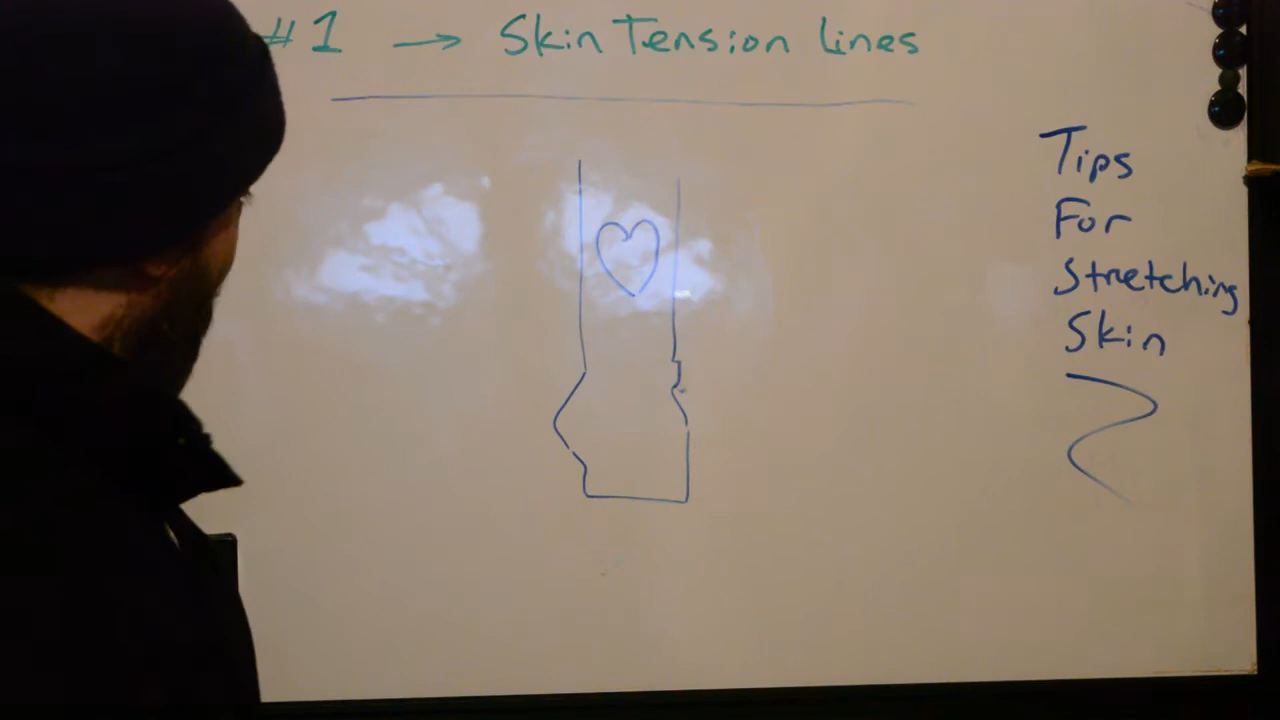 #1 → Skin Tension Lines
Tips
For
Stretching
Skin